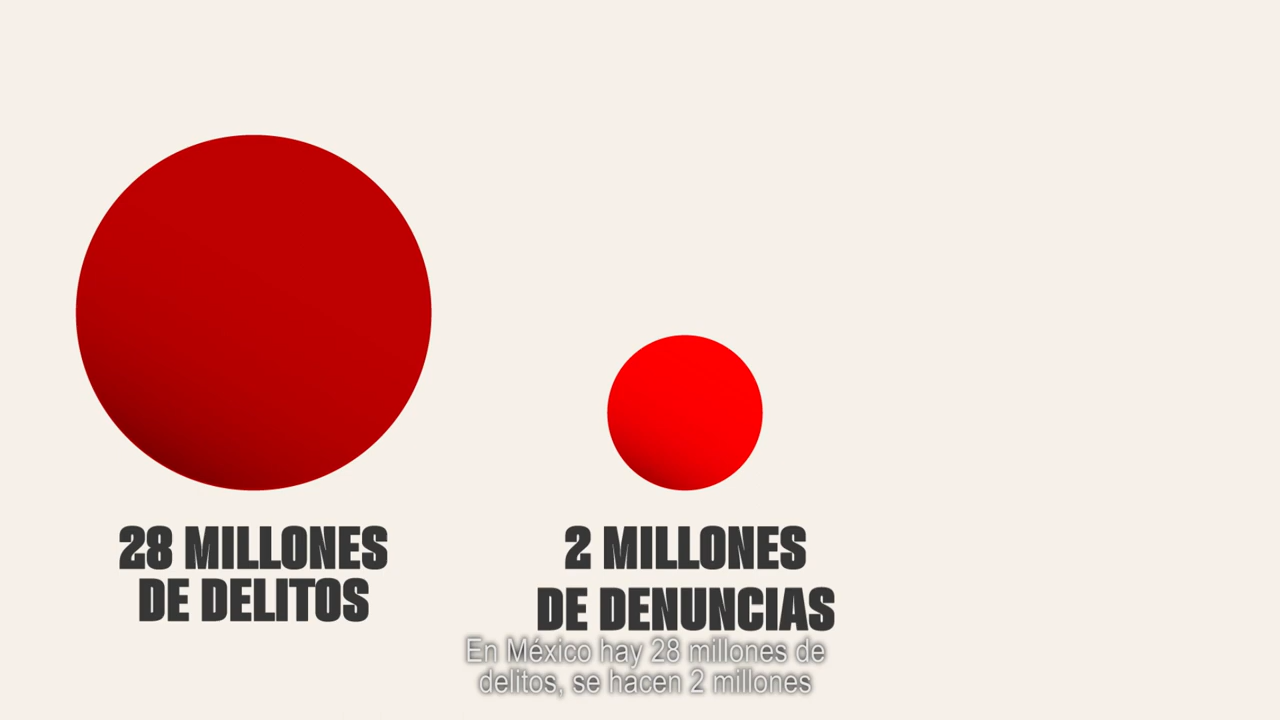 28 MILLONES
DE DELITOS
2 MILLONES
DE DENUNCIAS
En México hay 28 millones de
delitos, se hacen 2 millones